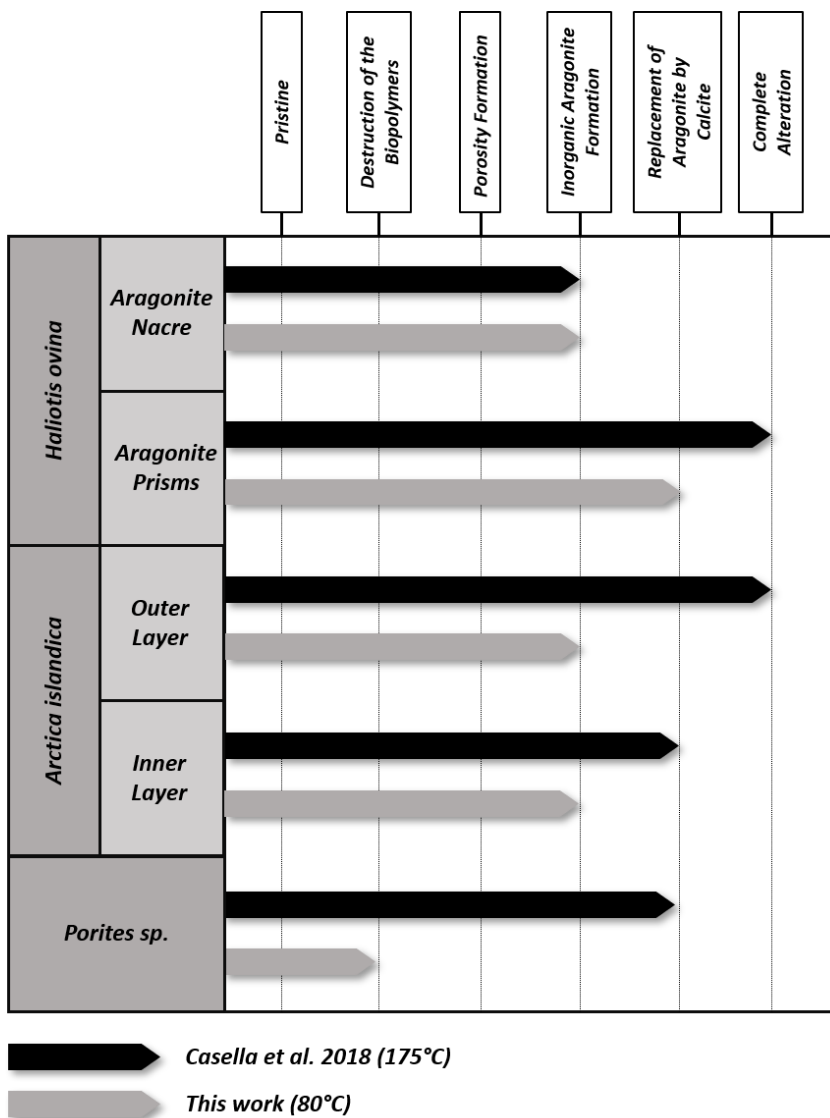 Pristine
Destruction of the
Biopolymers
Porosity Formation
Inorganic Aragonite
Formation
Replacement of
Aragonite by
Calcite
Complete
Alteration
Haliotis ovina
Aragonite
Nacre
Aragonite
Prisms
Arctica islandica
Outer
Layer
Inner
Layer
Porites sp.
Casella et al. 2018 (175°C)
This work (80°C)